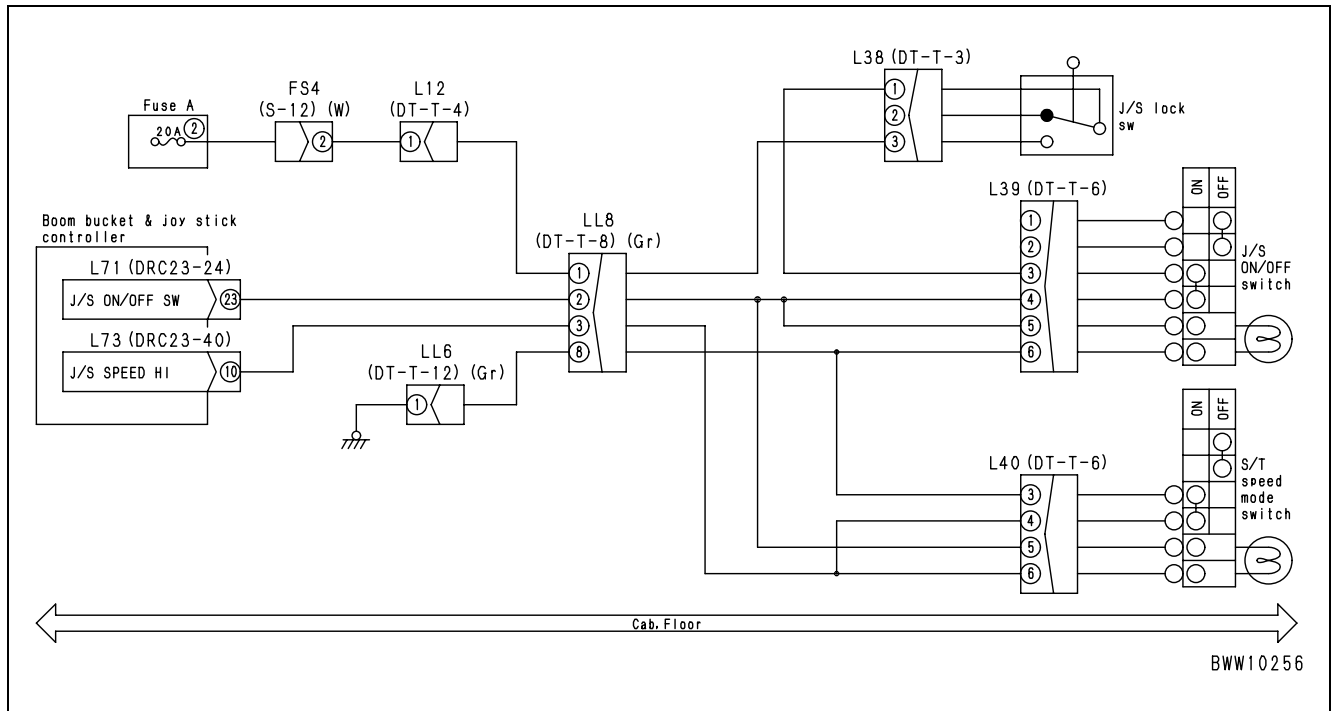 Fuse A
20A 2
FS4
(S-12) (W)
2
L12
(DT-T-4)
1
L38 (DT-T-3)
1
2
3
J/S lock
sw
Boom bucket & joy stick
controller
L71 (DRC23-24)
J/S ON/OFF SW 23
L73 (DRC23-40)
J/S SPEED HI 10
LL6
(DT-T-12) (Gr)
1
LL8
(DT-T-8) (Gr)
1
2
3
8
L39 (DT-T-6)
1
2
3
4
5
6
ON OFF
J/S
ON/OFF
switch
L40 (DT-T-6)
3
4
5
6
ON OFF
S/T
speed
mode
switch
Cab. Floor
BWW10256